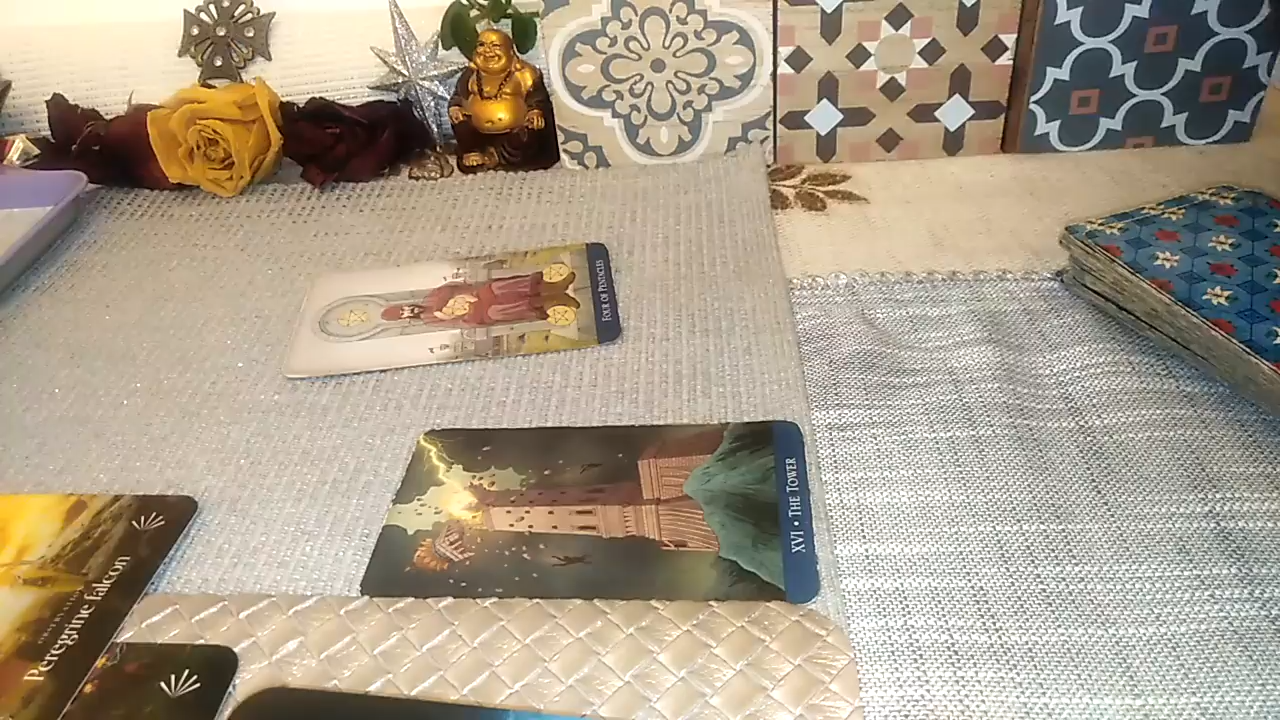 FOUR OF PENTACLES
XVI • THE TOWER
Peregrine falcon